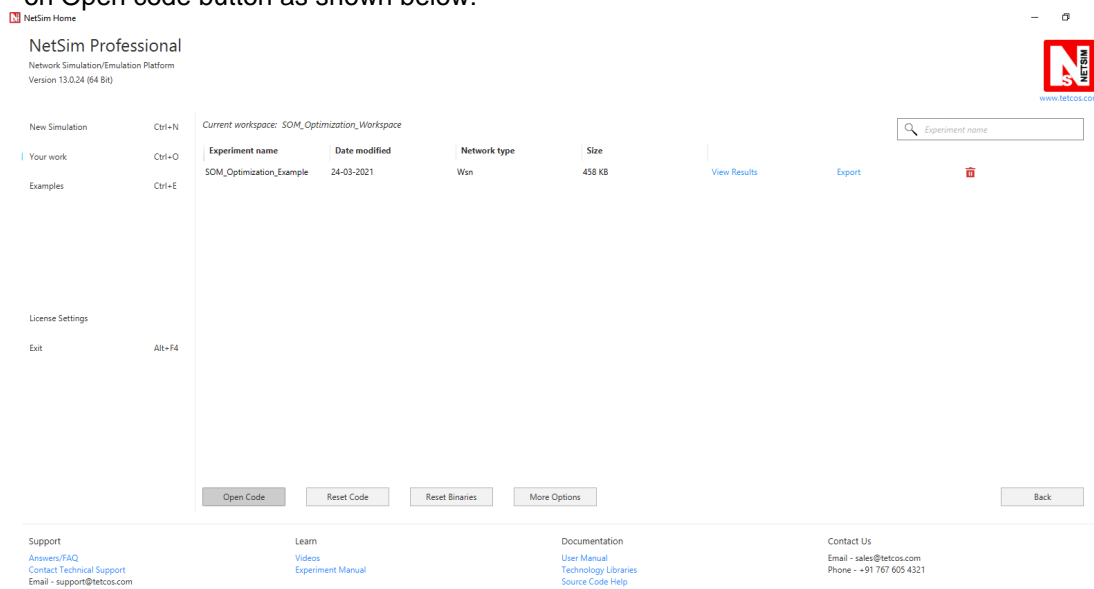 on Open code button as shown below.
NetSim Home
NetSim Professional
Network Simulation/Emulation Platform
Version 13.0.24 (64 Bit)
NETSIM
www.tetcos.com
New Simulation Ctrl+N
Your work Ctrl+O
Examples Ctrl+E
License Settings
Exit Alt+F4
Current workspace: SOM_Optimization_Workspace
Experiment name
Experiment name Date modified Network type Size
SOM_Optimization_Example 24-03-2021 Wsn 458 KB View Results Export
Open Code Reset Code Reset Binaries More Options Back
Support
Answers/FAQ
Contact Technical Support
Email - support@tetcos.com
Learn
Videos
Experiment Manual
Documentation
User Manual
Technology Libraries
Source Code Help
Contact Us
Email - sales@tetcos.com
Phone - +91 767 605 4321